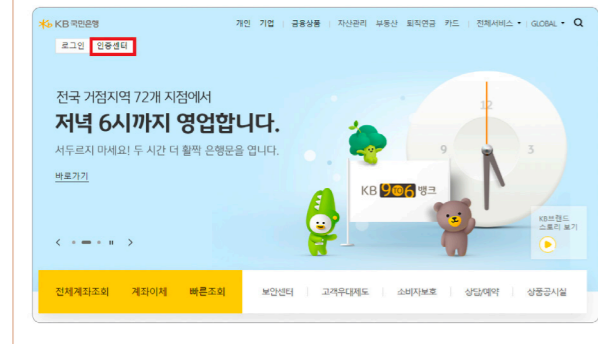 KB 국민은행
개인 기업 금융상품 자산관리 부동산 퇴직연금 카드 전체서비스 GLOBAL
로그인 인증센터
전국 거점지역 72개 지점에서
저녁 6시까지 영업합니다.
서두르지 마세요! 두 시간 더 활짝 은행문을 엽니다.
바로가기
12
9
3
KB 9TO6 뱅크
KB브랜드
스토리 보기
전체계좌조회 계좌이체 빠른조회 보안센터 고객우대제도 소비자보호 상담/예약 상품공시실